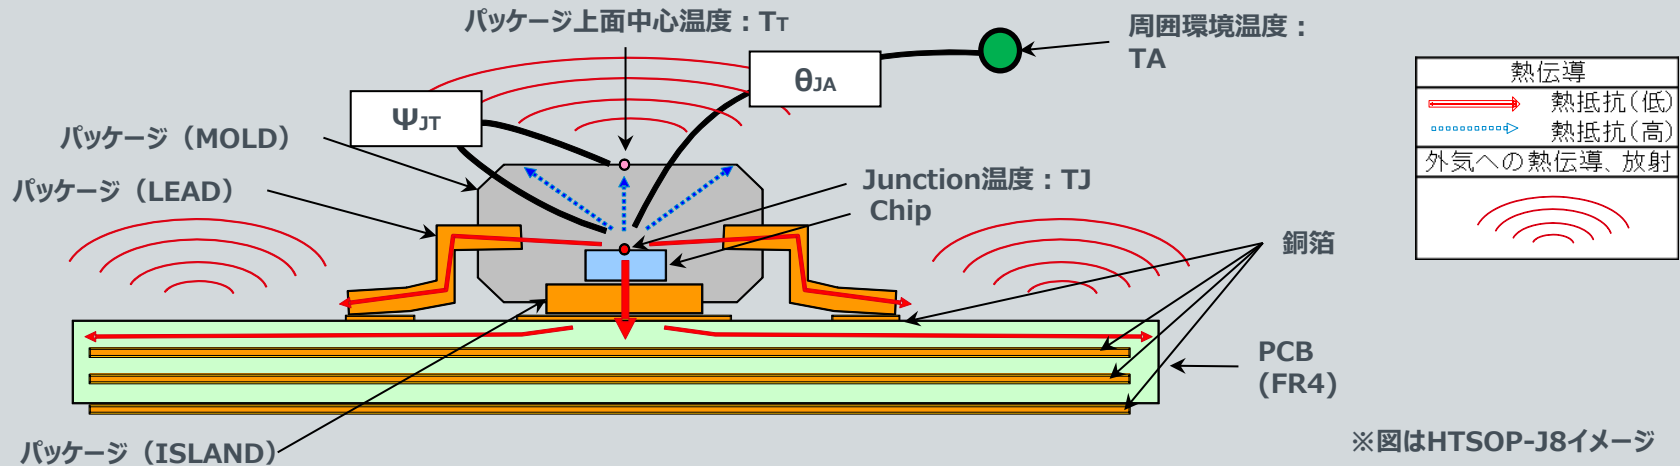 パッケージ上面中心温度：TT
周囲環境温度：
TA
θJA
ΨJT
パッケージ（MOLD）
パッケージ（LEAD）
Junction温度：TJ
Chip
銅箔
PCB
(FR4)
パッケージ（ISLAND）
※図はHTSOP-J8イメージ
熱伝導
熱抵抗(低)
熱抵抗(高)
外気への熱伝導、放射